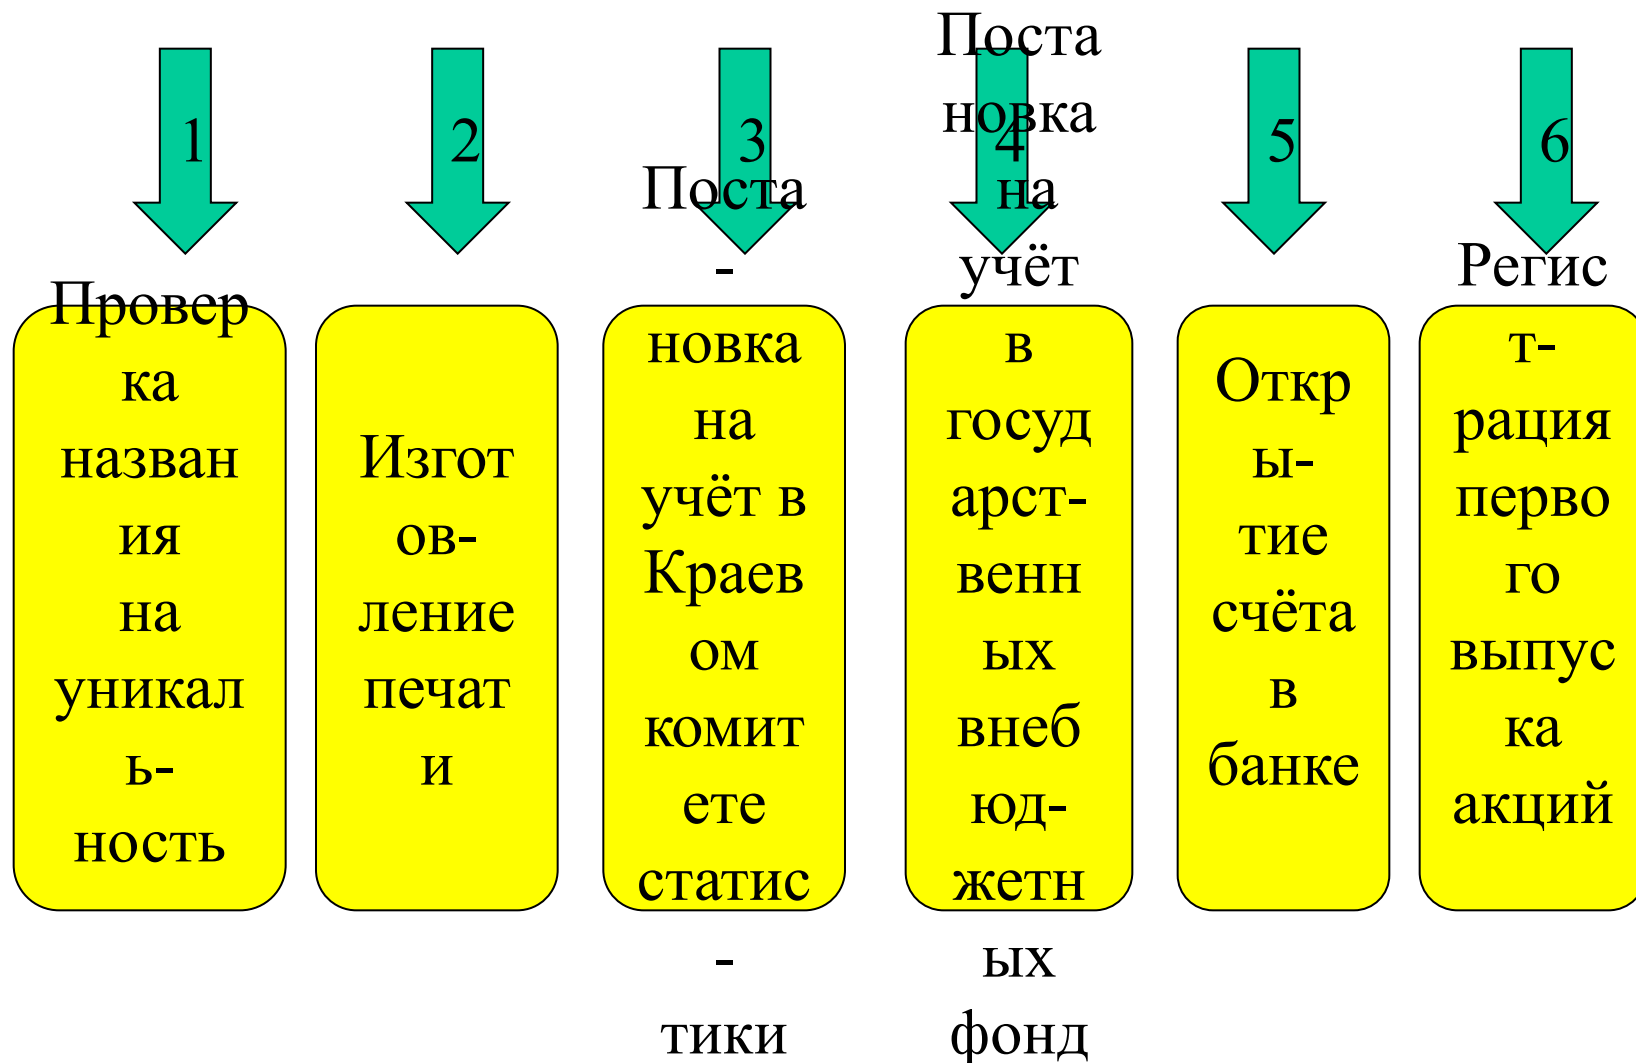 1
2
3
4
5
6
Провер
ка
назван
ия
на
уникал
ь-
ность
Изгот
ов-
ление
печат
и
Поста
-
новка
на
учёт в
Краев
ом
комит
ете
статис
-
тики
Поста
новка
на
учёт
в
госуд
арст-
венн
ых
внеб
юд-
жетн
ых
фонд
Откр
ы-
тие
счёта
в
банке
Регис
т-
рация
перво
го
выпус
ка
акций